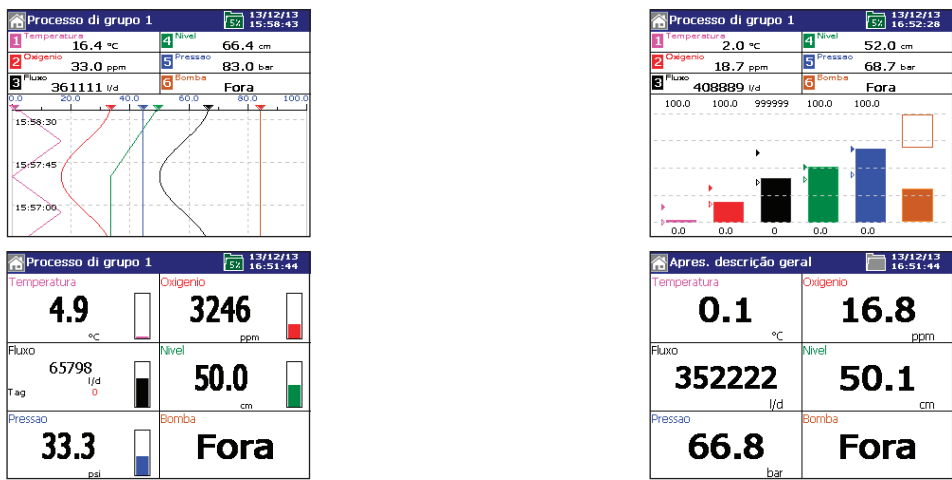 Processo di grupo 1 5% 13/12/13 15:58:43
1 Temperatura 16.4 °C 4 Nivel 66.4 cm
2 Oxigenio 33.0 ppm 5 Pressao 83.0 bar
3 Fluxo 361111 l/d 6 Bomba Fora
0.0 20.0 40.0 60.0 80.0 100.0
15:58:30
15:57:45
15:57:00
Processo di grupo 1 5% 13/12/13 16:52:28
1 Temperatura 2.0 °C 4 Nivel 52.0 cm
2 Oxigenio 18.7 ppm 5 Pressao 68.7 bar
3 Fluxo 408889 l/d 6 Bomba Fora
100.0 100.0 999999 100.0 100.0
0.0 0.0 0 0.0 0.0
Processo di grupo 1 5% 13/12/13 16:51:44
Temperatura Oxigenio
4.9 °C 3246 ppm
Fluxo Nivel
65798 l/d 50.0 cm
Tag 0
Pressao Bomba
33.3 psi Fora
Apres. descrição geral 13/12/13 16:51:44
Temperatura Oxigenio
0.1 °C 16.8 ppm
Fluxo Nivel
352222 l/d 50.1 cm
Pressao Bomba
66.8 bar Fora